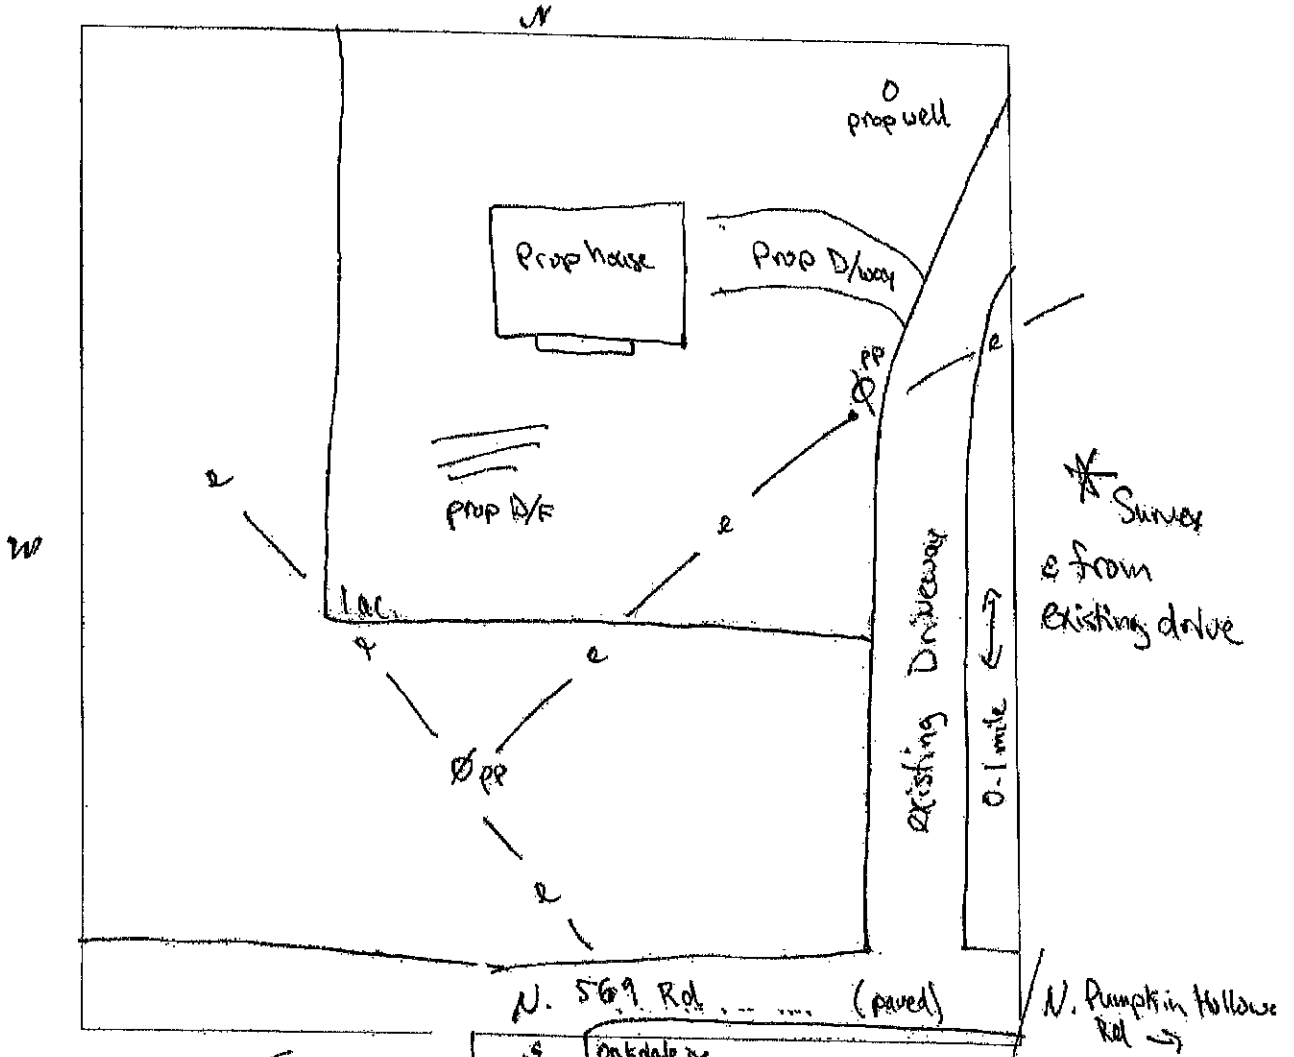 N
O
prop well
Prop house
Prop D/way
PP
e
e
prop D/F
e
W
Survey
e from
existing drive
1 ac.
e
e
existing Driveway
0.1 mile
PP
e
N. 569 Rd (paved)
N. Pumpkin Hollow
Rd